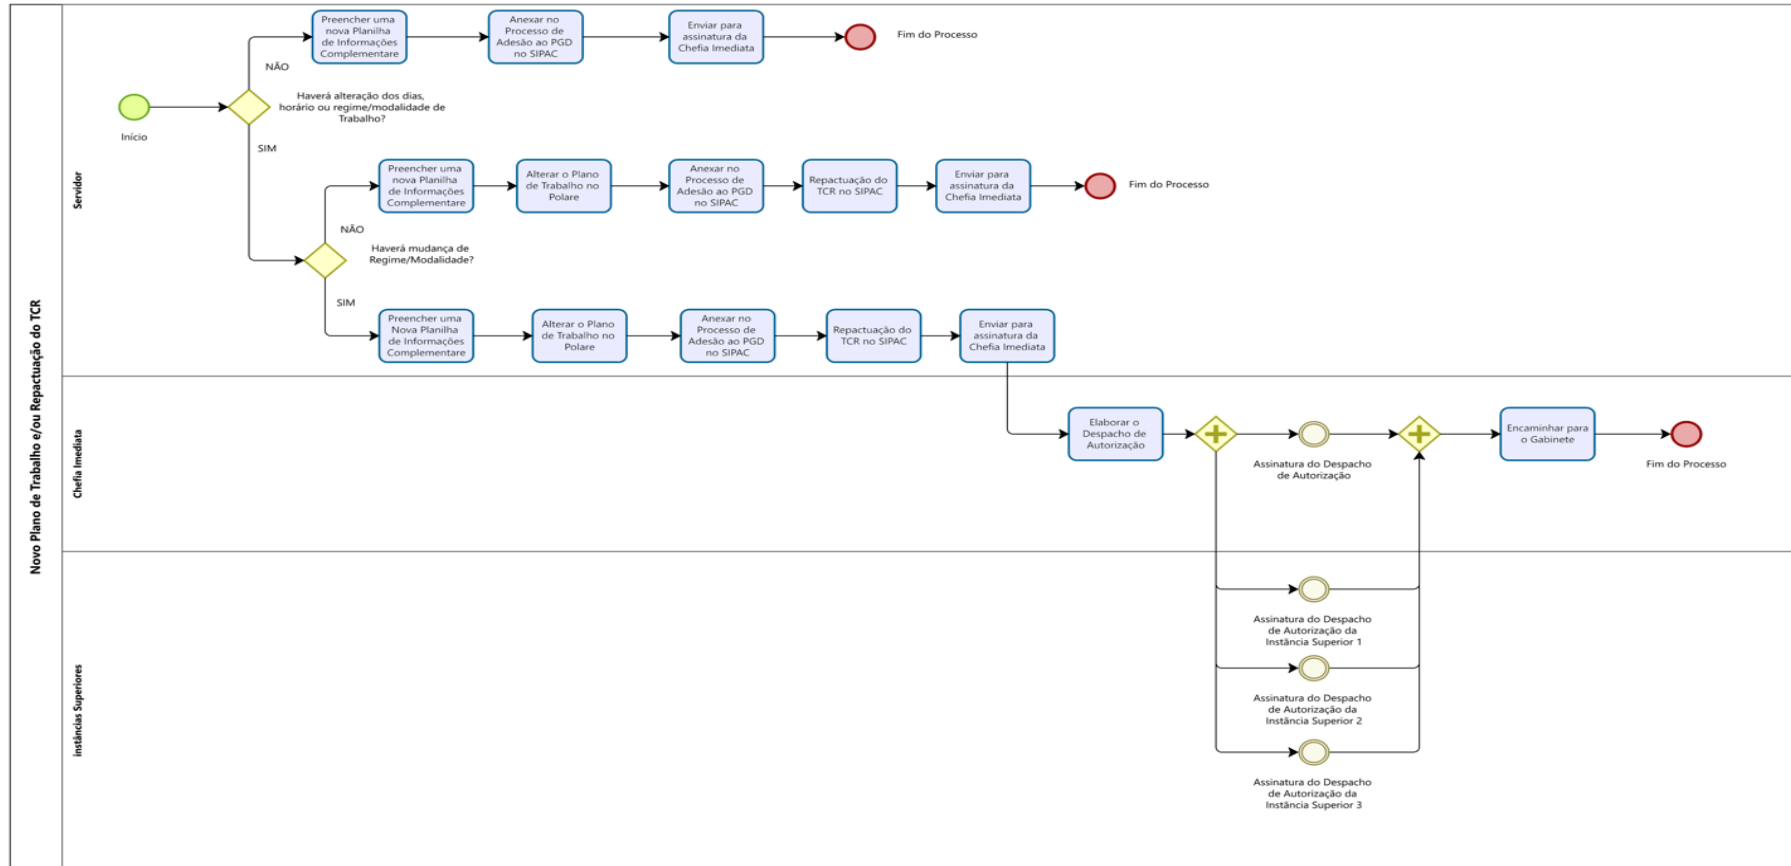 Novo Plano de Trabalho e/ou Repactuação do TCR
Servidor
Início
Haverá alteração dos dias,
horário ou regime/modalidade de
Trabalho?
NÃO
Preencher uma
nova Planilha
de Informações
Complementare
Anexar no
Processo de
Adesão ao PGD
no SIPAC
Enviar para
assinatura da
Chefia Imediata
Fim do Processo
SIM
Haverá mudança de
Regime/Modalidade?
NÃO
Preencher uma
nova Planilha
de Informações
Complementare
Alterar o Plano
de Trabalho no
Polare
Anexar no
Processo de
Adesão ao PGD
no SIPAC
Repactuação do
TCR no SIPAC
Enviar para
assinatura da
Chefia Imediata
Fim do Processo
SIM
Preencher uma
Nova Planilha
de Informações
Complementare
Alterar o Plano
de Trabalho no
Polare
Anexar no
Processo de
Adesão ao PGD
no SIPAC
Repactuação do
TCR no SIPAC
Enviar para
assinatura da
Chefia Imediata
Chefia Imediata
Elaborar o
Despacho de
Autorização
Assinatura do Despacho
de Autorização
Encaminhar para
o Gabinete
Fim do Processo
instâncias Superiores
Assinatura do Despacho
de Autorização da
Instância Superior 1
Assinatura do Despacho
de Autorização da
Instância Superior 2
Assinatura do Despacho
de Autorização da
Instância Superior 3